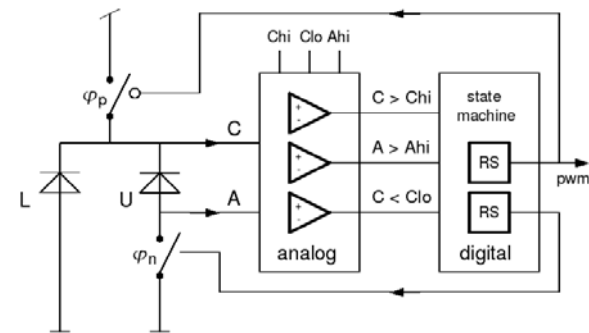 Chi Clo Ahi
φp
C
C > Chi
state
machine
+
-
A > Ahi
RS
pwm
+
-
L
U
A
C < Clo
RS
+
-
φn
analog
digital